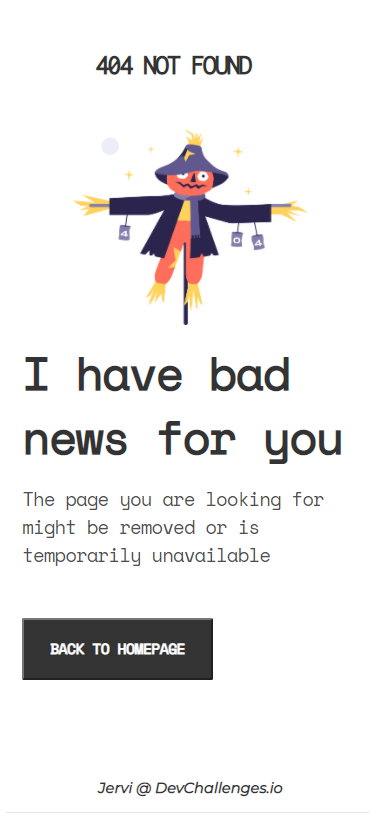 404 NOT FOUND
4
0
4
I have bad
news for you
The page you are looking for
might be removed or is
temporarily unavailable
BACK TO HOMEPAGE
Jervi @ DevChallenges.io